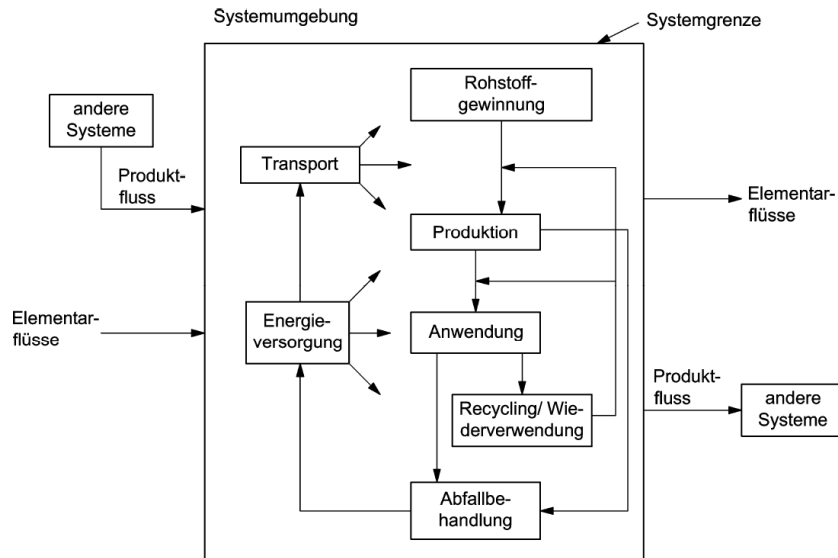 Systemumgebung
Systemgrenze
andere
Systeme
Produkt-
fluss
Rohstoff-
gewinnung
Transport
Elementar-
flüsse
Produktion
Elementar-
flüsse
Energie-
versorgung
Anwendung
Produkt-
fluss
Recycling/ Wie-
derverwendung
andere
Systeme
Abfallbe-
handlung